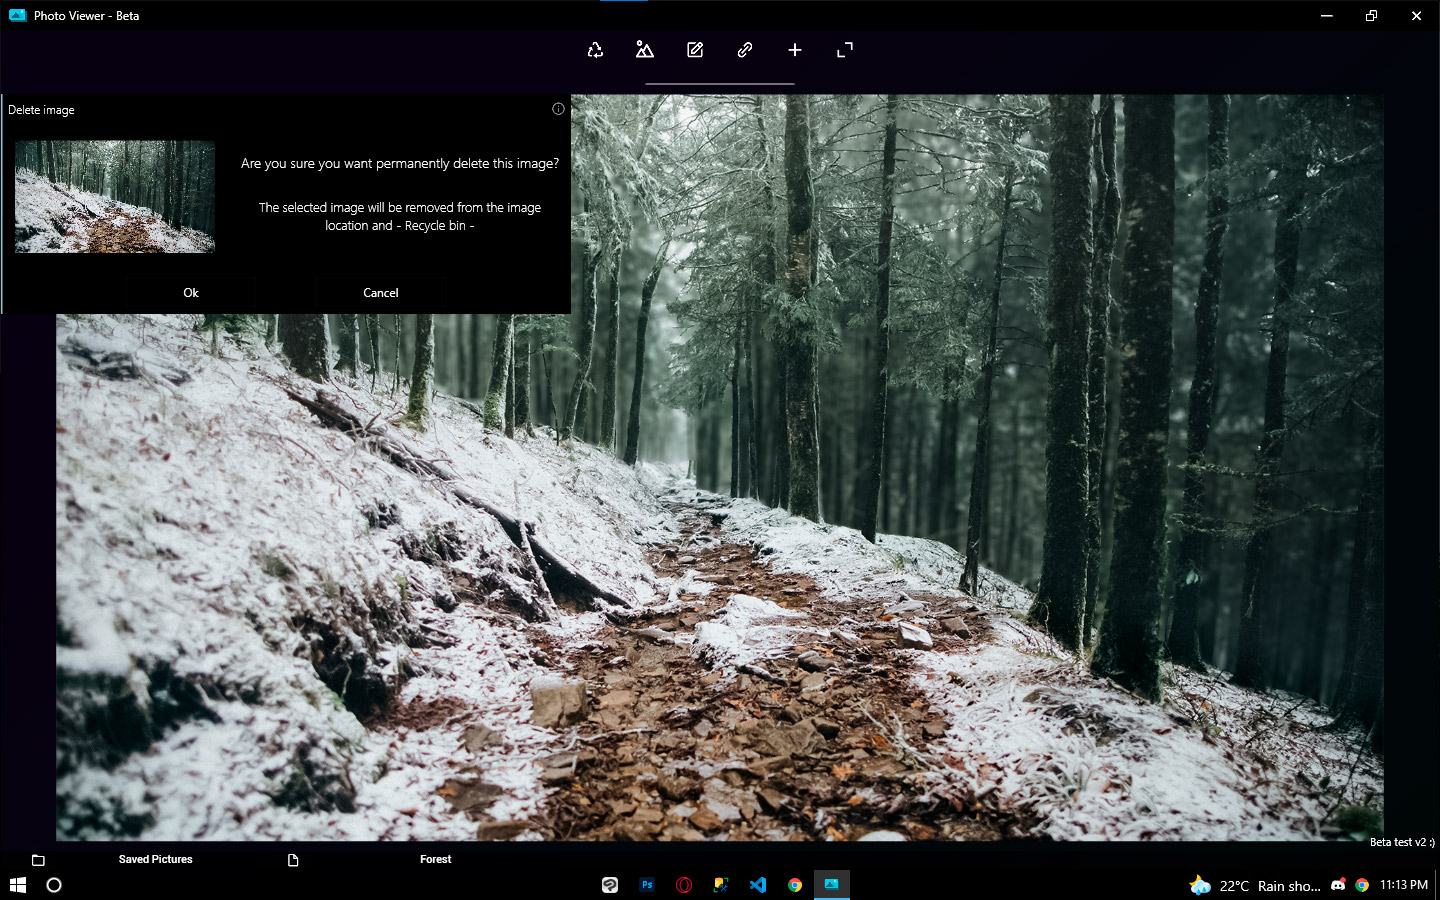 Photo Viewer - Beta
Delete image
Are you sure you want permanently delete this image?
The selected image will be removed from the image
location and - Recycle bin -
Ok
Cancel
Beta test v2 :)
Saved Pictures
Forest
Ps
22°C Rain sho...
11:13 PM